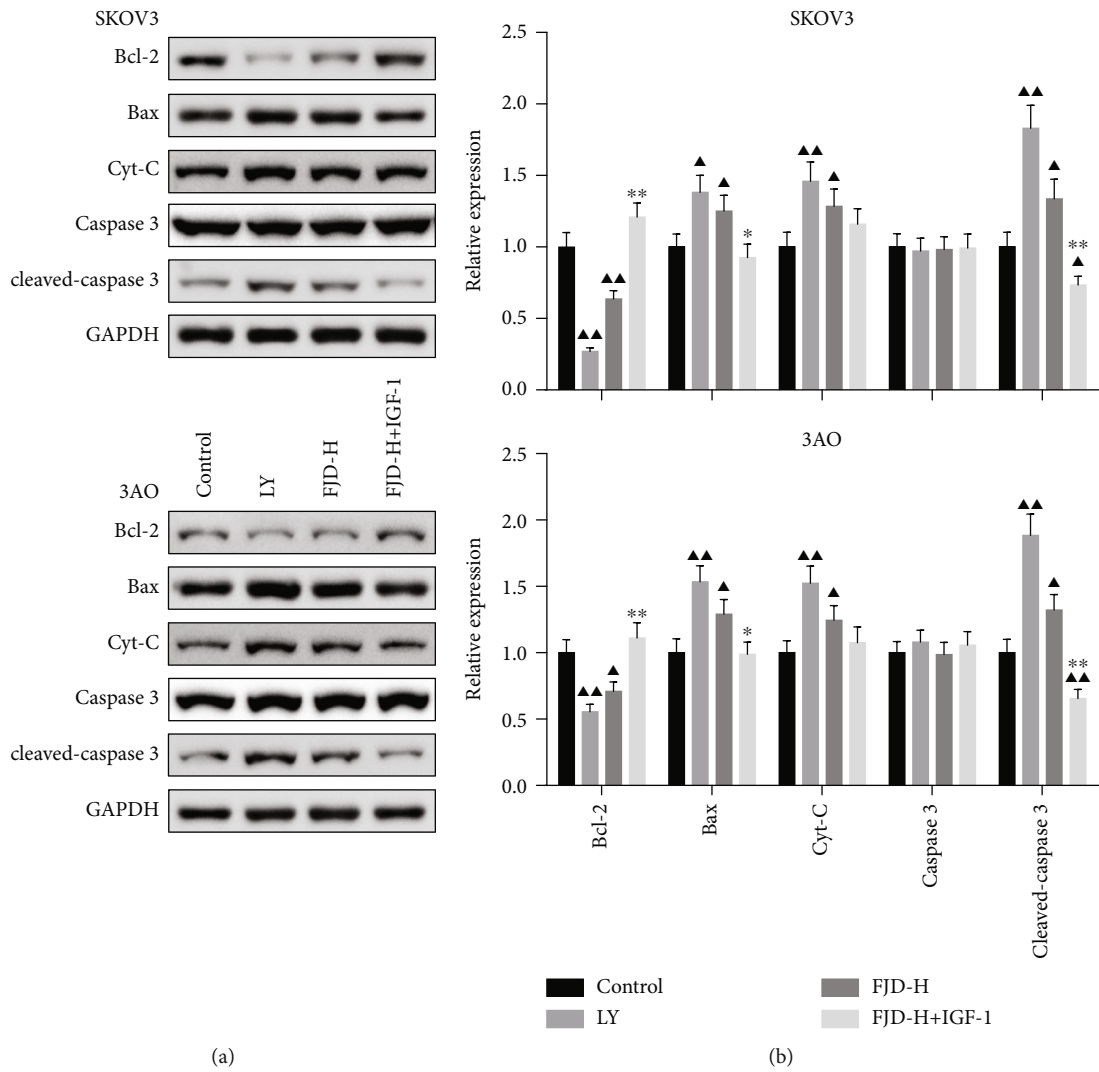 SKOV3
Bcl-2
Bax
Cyt-C
Caspase 3
cleaved-caspase 3
GAPDH
Control
LY
FJD-H
FJD-H+IGF-1
3AO
Bcl-2
Bax
Cyt-C
Caspase 3
cleaved-caspase 3
GAPDH
(a)
SKOV3
Relative expression
2.5
2.0
1.5
1.0
0.5
0.0
▲▲
▲▲
**
▲
▲
*
▲▲
▲
▲▲
▲
**
▲
3AO
Relative expression
2.5
2.0
1.5
1.0
0.5
0.0
▲▲
▲
**
▲▲
▲
*
▲▲
▲
▲▲
▲
**
▲▲
Bcl-2
Bax
Cyt-C
Caspase 3
Cleaved-caspase 3
Control
LY
FJD-H
FJD-H+IGF-1
(b)